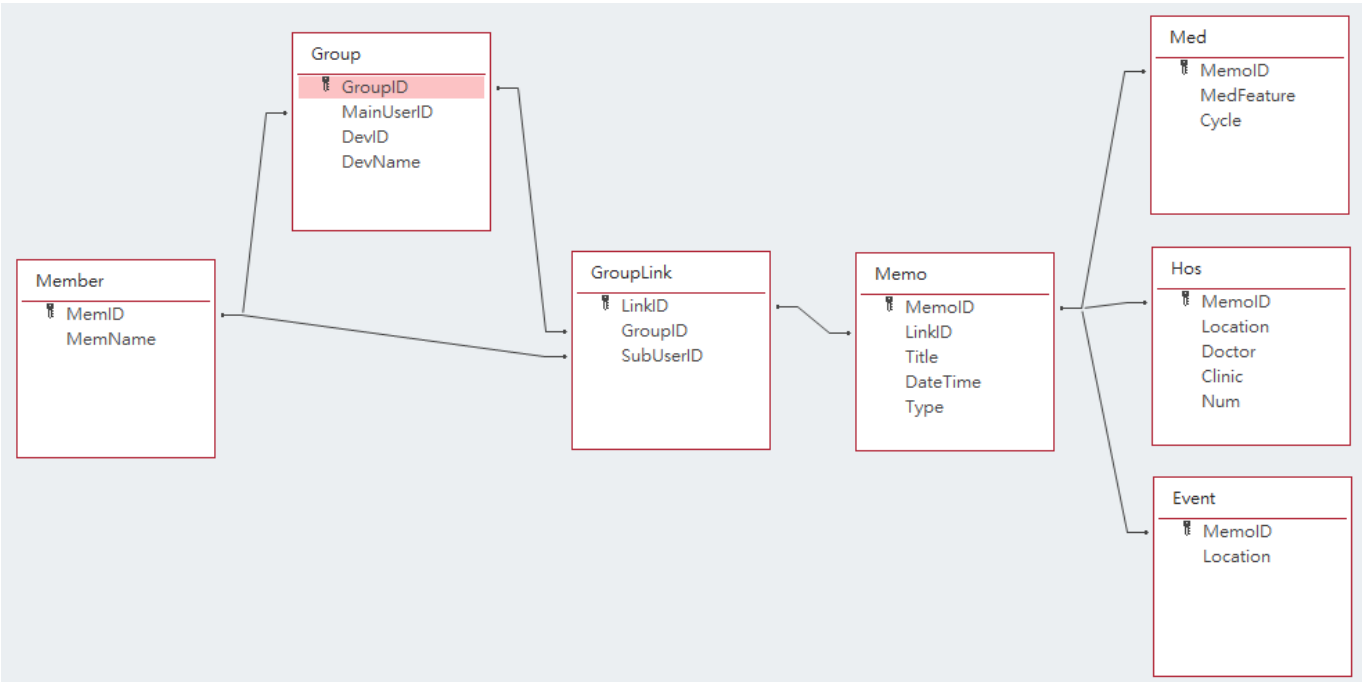 Group
GroupID
MainUserID
DevID
DevName
Member
MemID
MemName
GroupLink
LinkID
GroupID
SubUserID
Memo
MemoID
LinkID
Title
DateTime
Type
Med
MemoID
MedFeature
Cycle
Hos
MemoID
Location
Doctor
Clinic
Num
Event
MemoID
Location